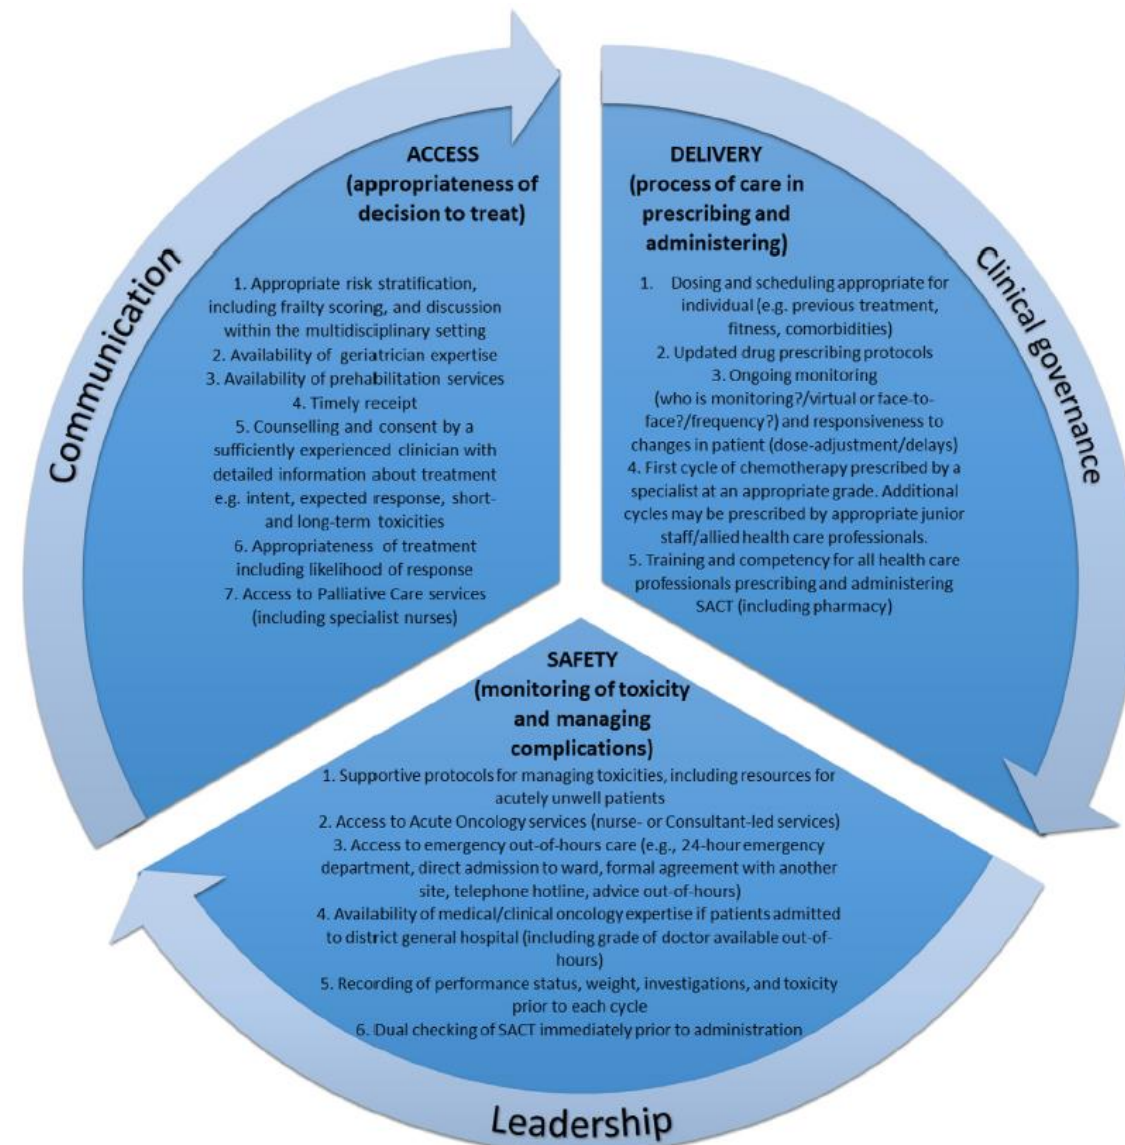 Communication
ACCESS
(appropriateness of
decision to treat)
1. Appropriate risk stratification,
including frailty scoring, and discussion
within the multidisciplinary setting
2. Availability of geriatrician expertise
3. Availability of prehabilitation services
4. Timely receipt
5. Counselling and consent by a
sufficiently experienced clinician with
detailed information about treatment
e.g. intent, expected response, short-
and long-term toxicities
6. Appropriateness of treatment
including likelihood of response
7. Access to Palliative Care services
(including specialist nurses)
DELIVERY
(process of care in
prescribing and
administering)
1. Dosing and scheduling appropriate for
individual (e.g. previous treatment,
fitness, comorbidities)
2. Updated drug prescribing protocols
3. Ongoing monitoring
(who is monitoring?/virtual or face-to-
face?/frequency?) and responsiveness to
changes in patient (dose-adjustment/delays)
4. First cycle of chemotherapy prescribed by a
specialist at an appropriate grade. Additional
cycles may be prescribed by appropriate junior
staff/allied health care professionals.
5. Training and competency for all health care
professionals prescribing and administering
SACT (including pharmacy)
Clinical governance
SAFETY
(monitoring of toxicity
and managing
complications)
1. Supportive protocols for managing toxicities, including resources for
acutely unwell patients
2. Access to Acute Oncology services (nurse- or Consultant-led services)
3. Access to emergency out-of-hours care (e.g., 24-hour emergency
department, direct admission to ward, formal agreement with another
site, telephone hotline, advice out-of-hours)
4. Availability of medical/clinical oncology expertise if patients admitted
to district general hospital (including grade of doctor available out-of-
hours)
5. Recording of performance status, weight, investigations, and toxicity
prior to each cycle
6. Dual checking of SACT immediately prior to administration
Leadership